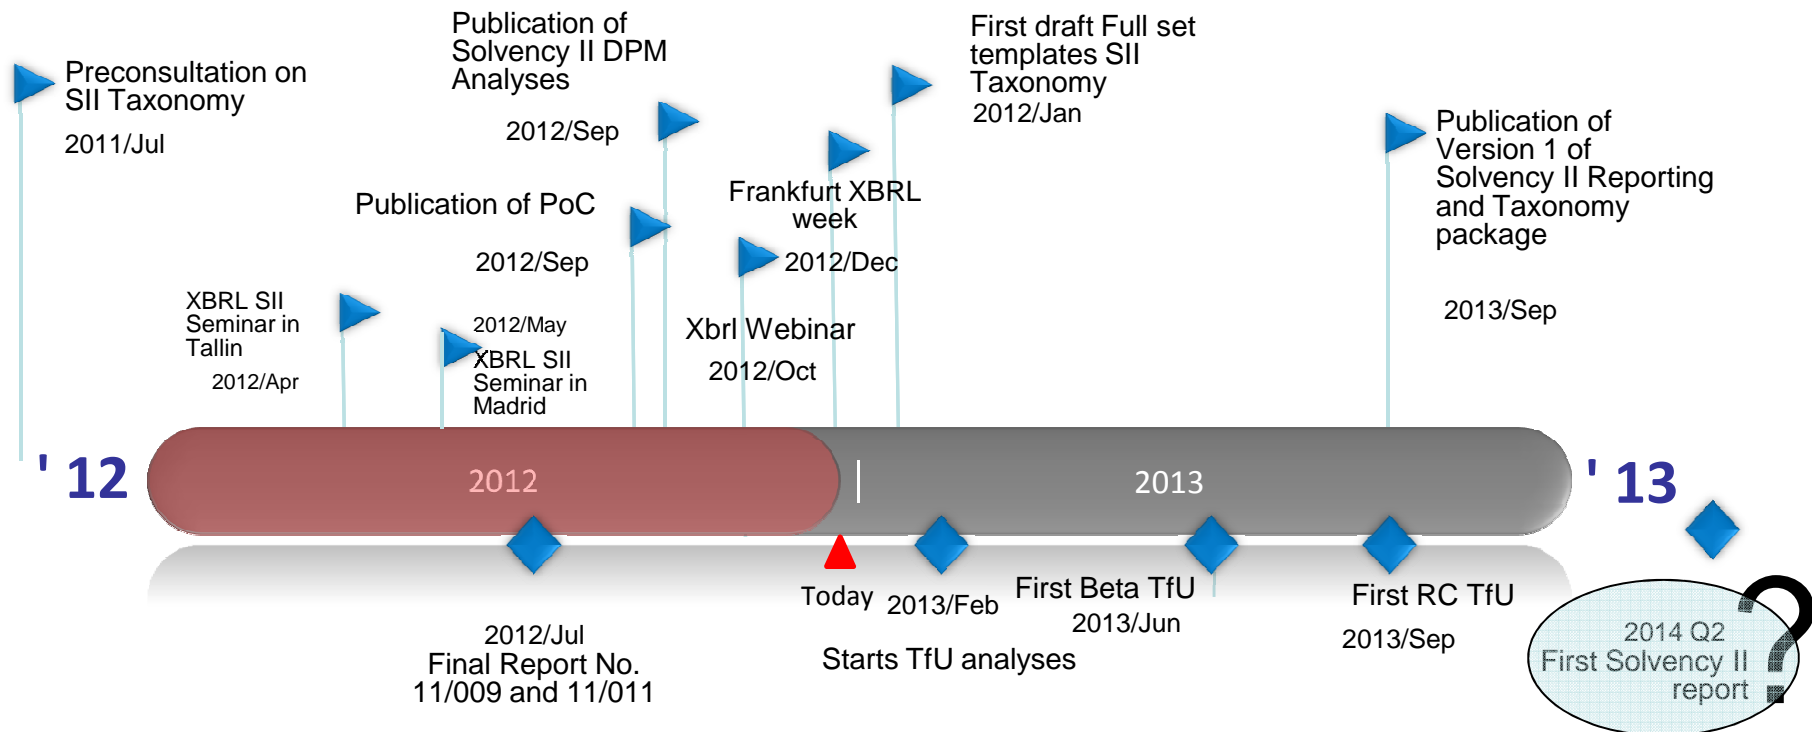 Preconsultation on
SII Taxonomy
2011/Jul
Publication of
Solvency II DPM
Analyses
2012/Sep
First draft Full set
templates SII
Taxonomy
2012/Jan
Publication of
Version 1 of
Solvency II Reporting
and Taxonomy
package
2013/Sep
Publication of PoC
2012/Sep
Frankfurt XBRL
week
2012/Dec
XBRL SII
Seminar in
Tallin
2012/Apr
2012/May
XBRL SII
Seminar in
Madrid
Xbrl Webinar
2012/Oct
' 12
2012
2013
' 13
Today
2012/Jul
Final Report No.
11/009 and 11/011
2013/Feb
Starts TfU analyses
First Beta TfU
2013/Jun
First RC TfU
2013/Sep
2014 Q2
First Solvency II
report
?